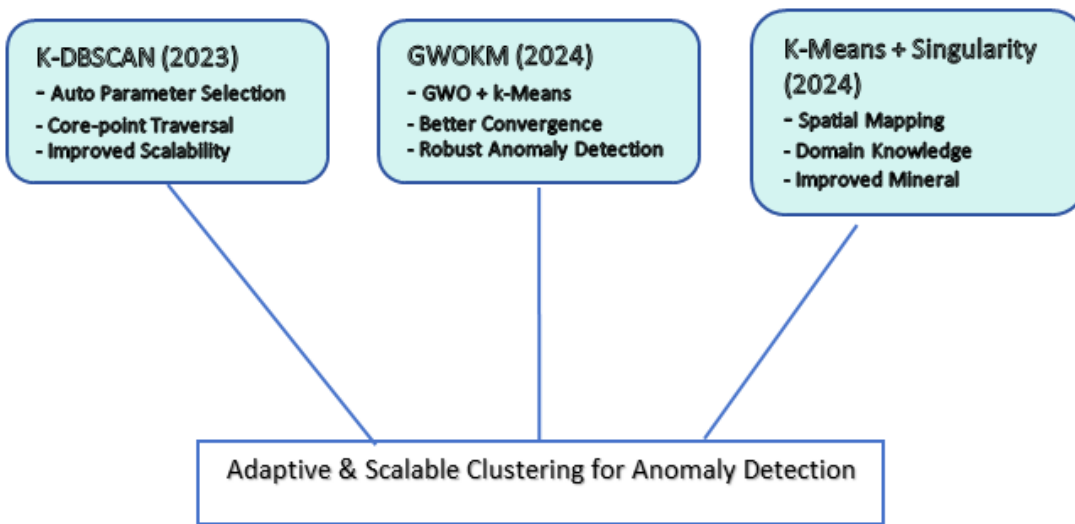 K-DBSCAN (2023)
- Auto Parameter Selection
- Core-point Traversal
- Improved Scalability
GWOKM (2024)
- GWO + k-Means
- Better Convergence
- Robust Anomaly Detection
K-Means + Singularity
(2024)
- Spatial Mapping
- Domain Knowledge
- Improved Mineral
Adaptive & Scalable Clustering for Anomaly Detection